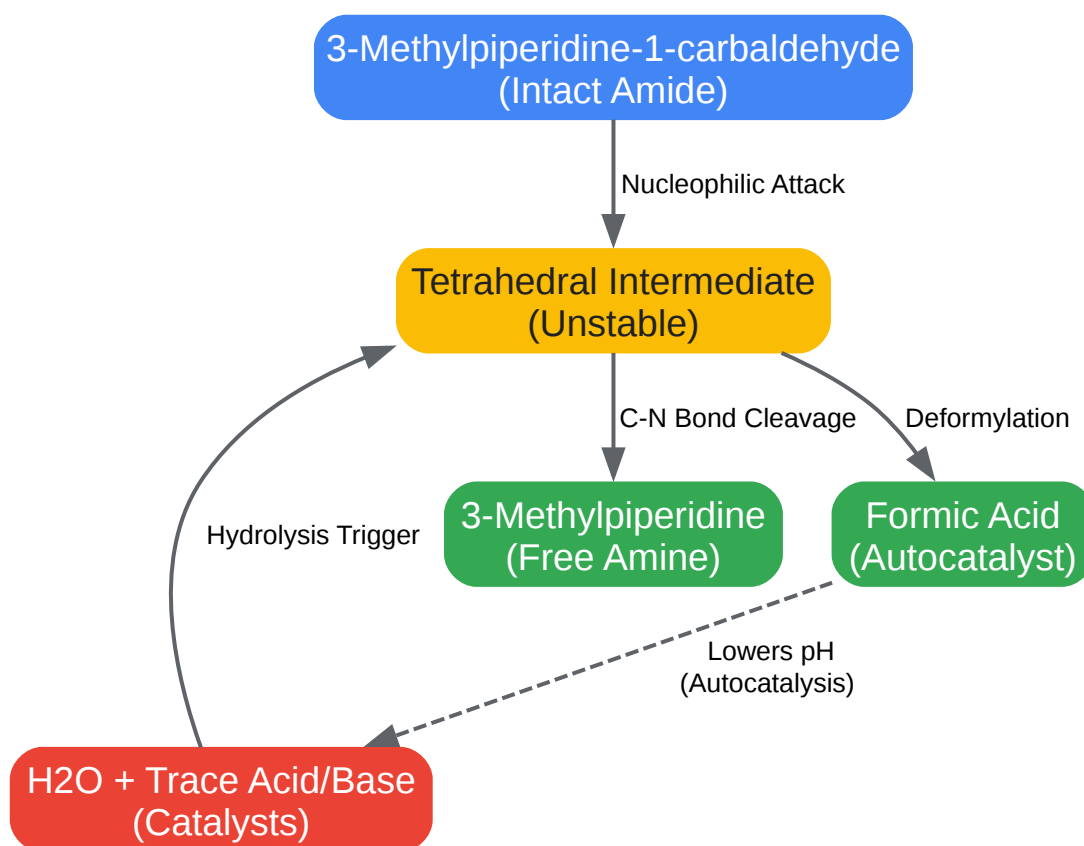 3-Methylpiperidine-1-carbaldehyde
(Intact Amide)
Nucleophilic Attack
Tetrahedral Intermediate
(Unstable)
C-N Bond Cleavage
Deformylation
3-Methylpiperidine
(Free Amine)
Formic Acid
(Autocatalyst)
Hydrolysis Trigger
Lowers pH
(Autocatalysis)
H2O + Trace Acid/Base
(Catalysts)